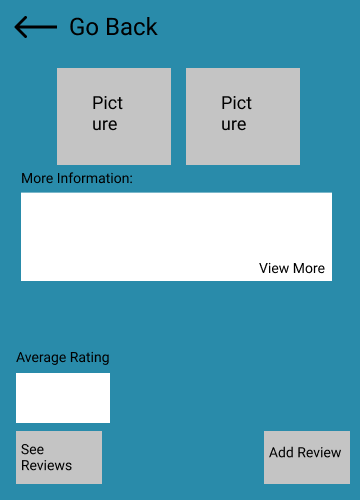 Go Back
Pict
ure
Pict
ure
More Information:
View More
Average Rating
See
Reviews
Add Review